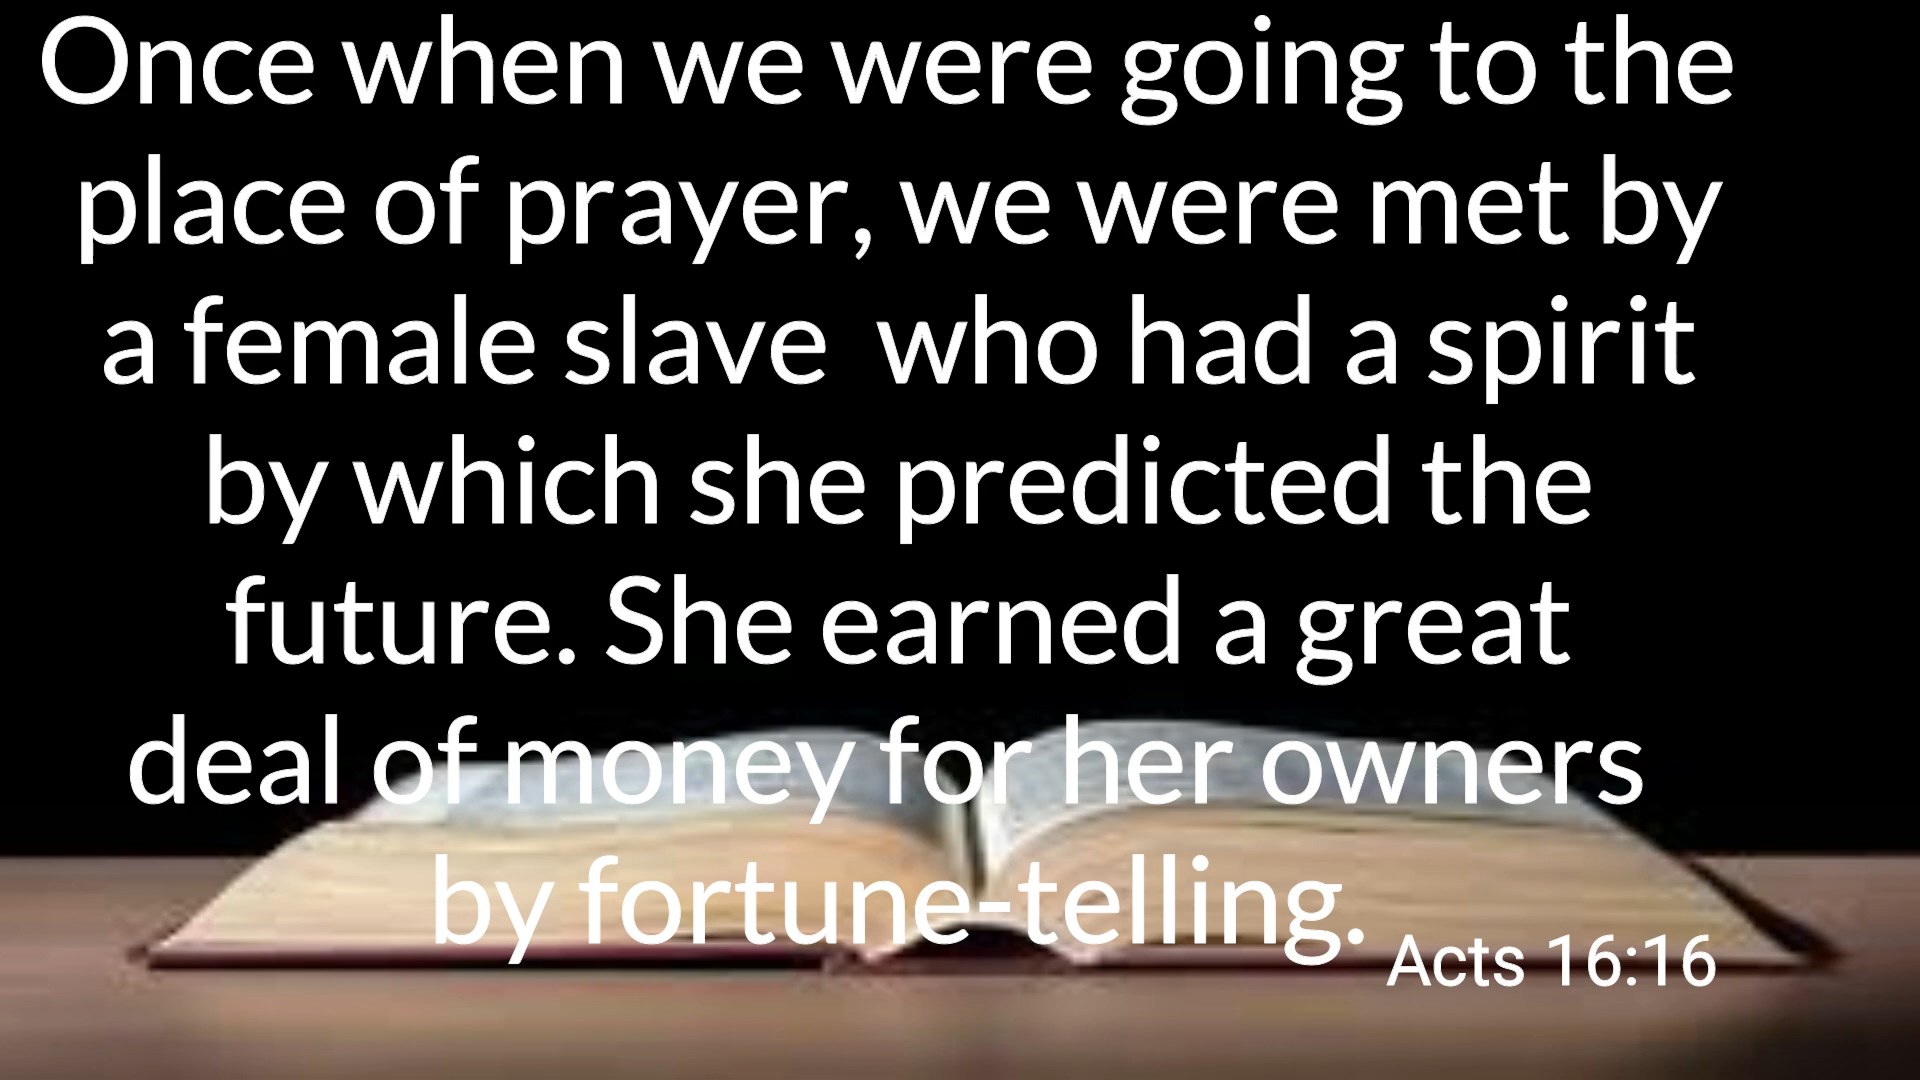 Once when we were going to the
place of prayer, we were met by
a female slave  who had a spirit
by which she predicted the
future. She earned a great
deal of money for her owners
by fortune-telling.
Acts 16:16